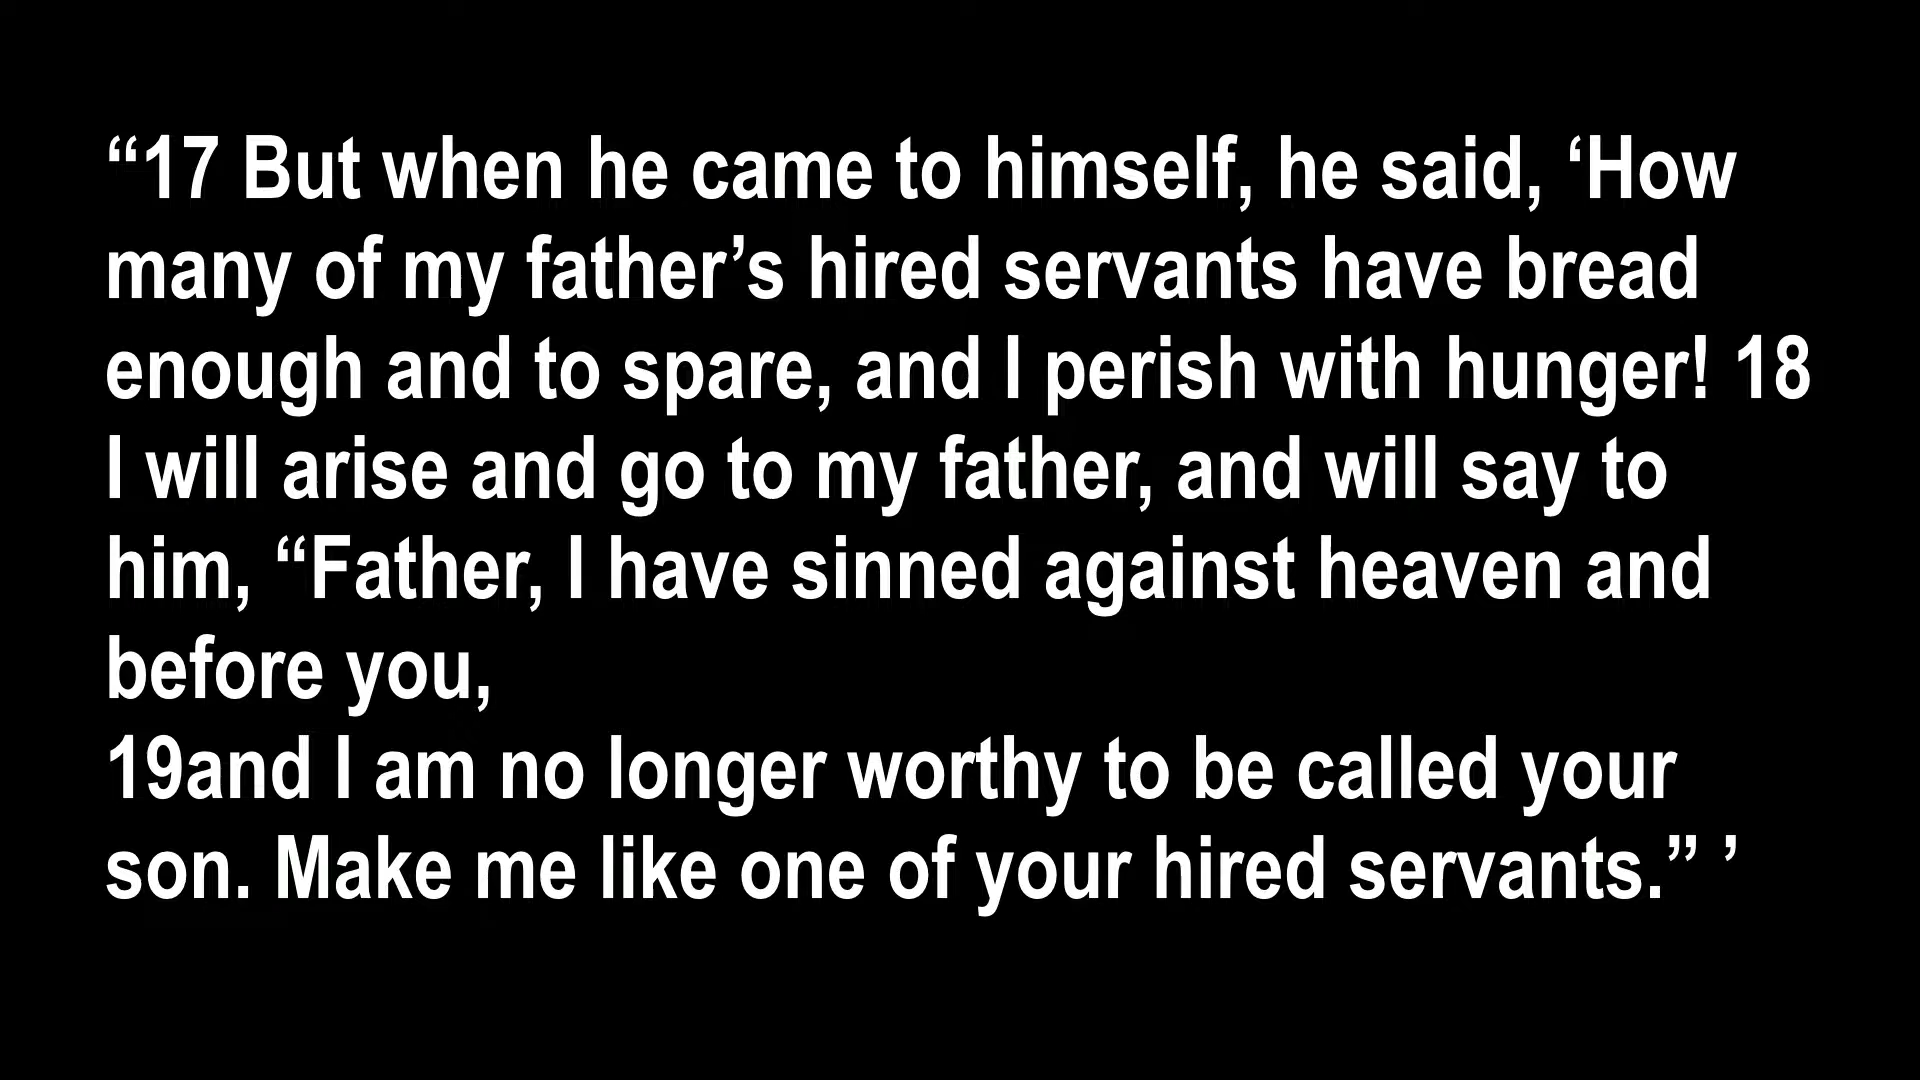 “17 But when he came to himself, he said, ‘How
many of my father’s hired servants have bread
enough and to spare, and I perish with hunger! 18
I will arise and go to my father, and will say to
him, “Father, I have sinned against heaven and
before you,
19and I am no longer worthy to be called your
son. Make me like one of your hired servants.” ’